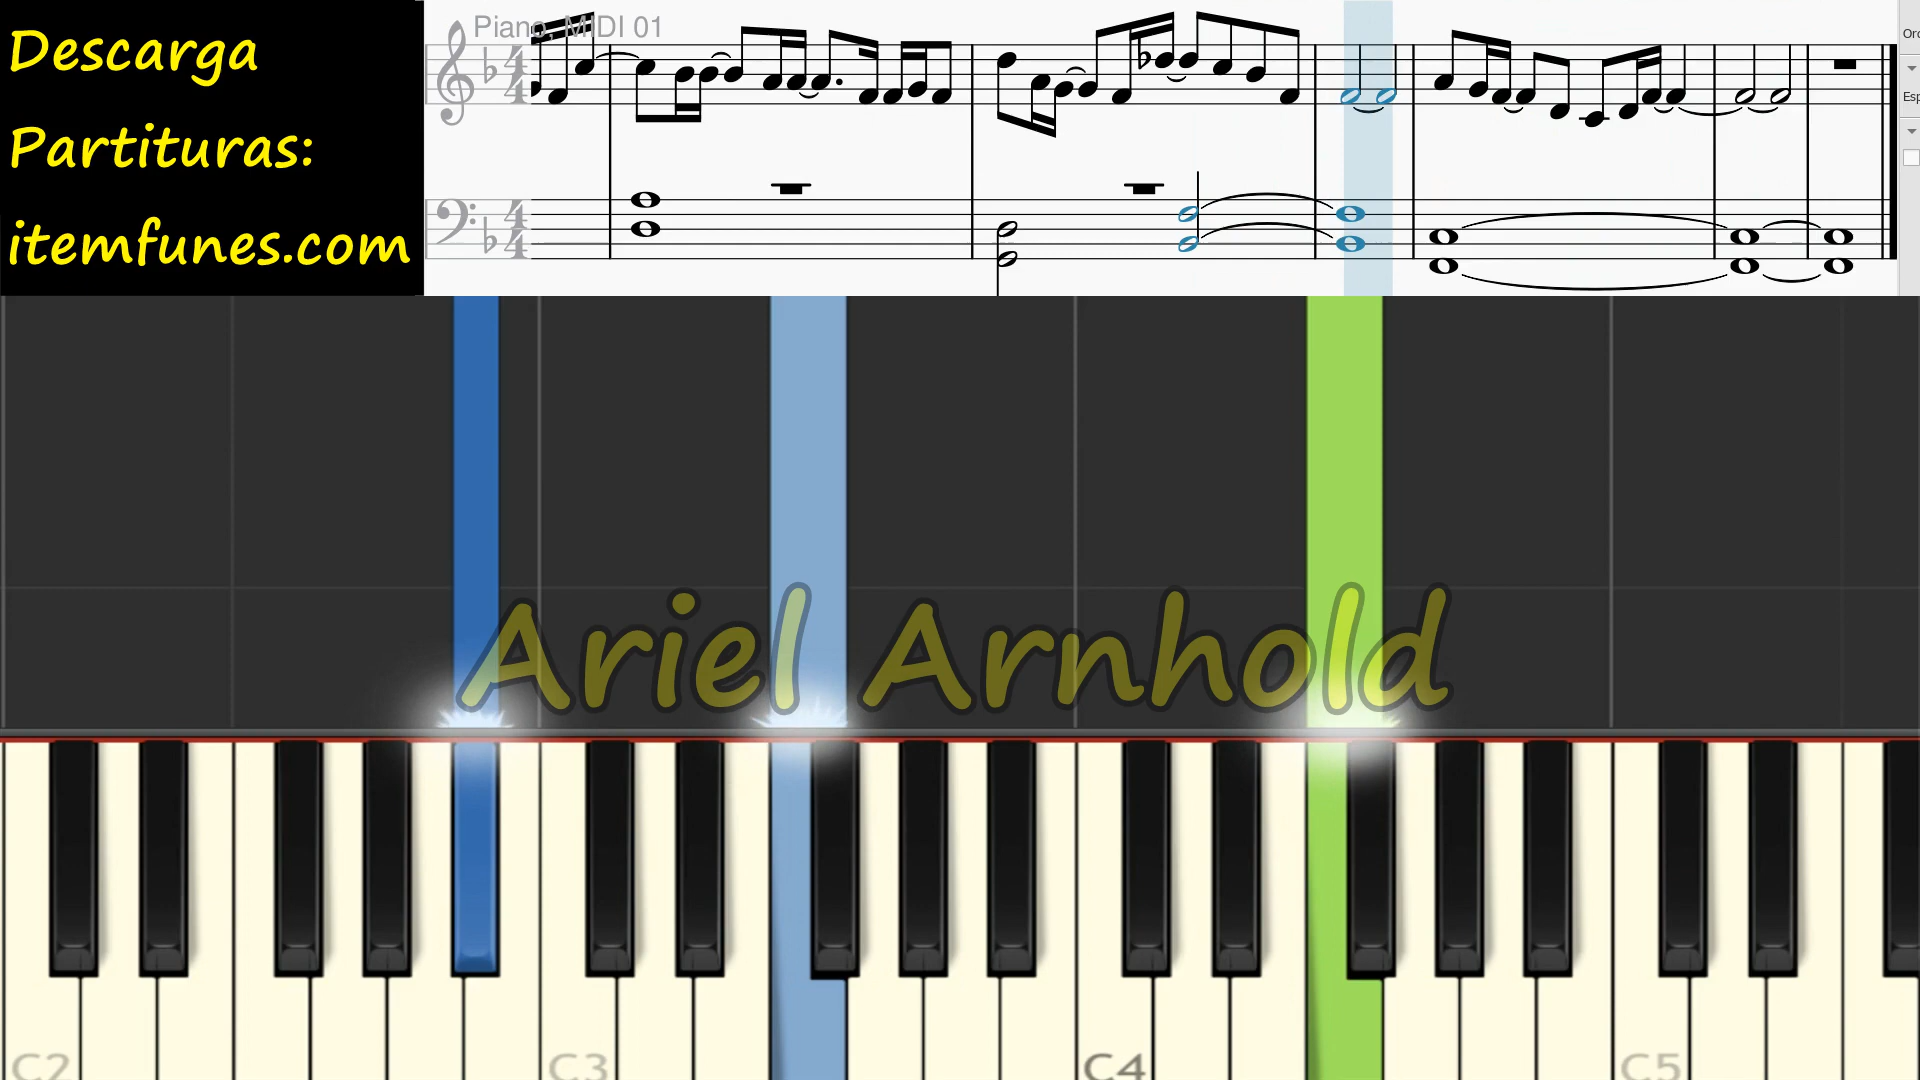 Descarga
Partituras:
itemfunes.com
Piano, MIDI 01
Ariel Arnhold
C2
C3
C4
C5